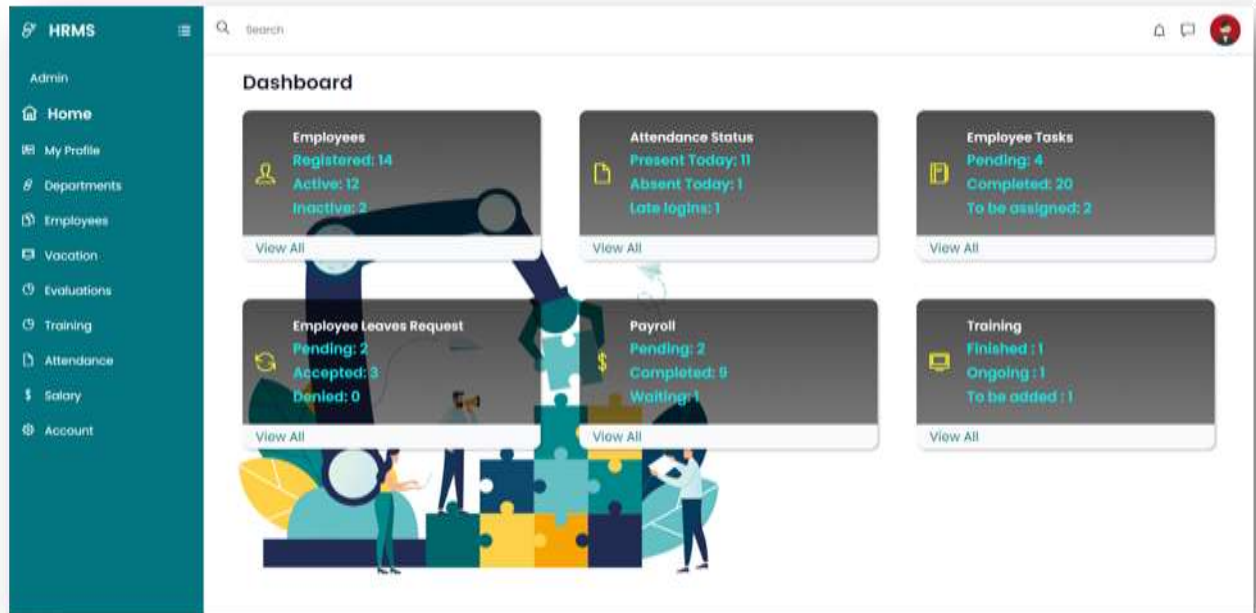 HRMS
Search
Admin
Home
My Profile
Departments
Employees
Vacation
Evaluations
Training
Attendance
Salary
Account
Dashboard
Employees
Registered: 14
Active: 12
Inactive: 2
View All
Attendance Status
Present Today: 11
Absent Today: 1
Late logins: 1
View All
Employee Tasks
Pending: 4
Completed: 20
To be assigned: 2
View All
Employee Leaves Request
Pending: 2
Accepted: 3
Denied: 0
View All
Payroll
Pending: 2
Completed: 9
Waiting: 1
View All
Training
Finished : 1
Ongoing : 1
To be added : 1
View All